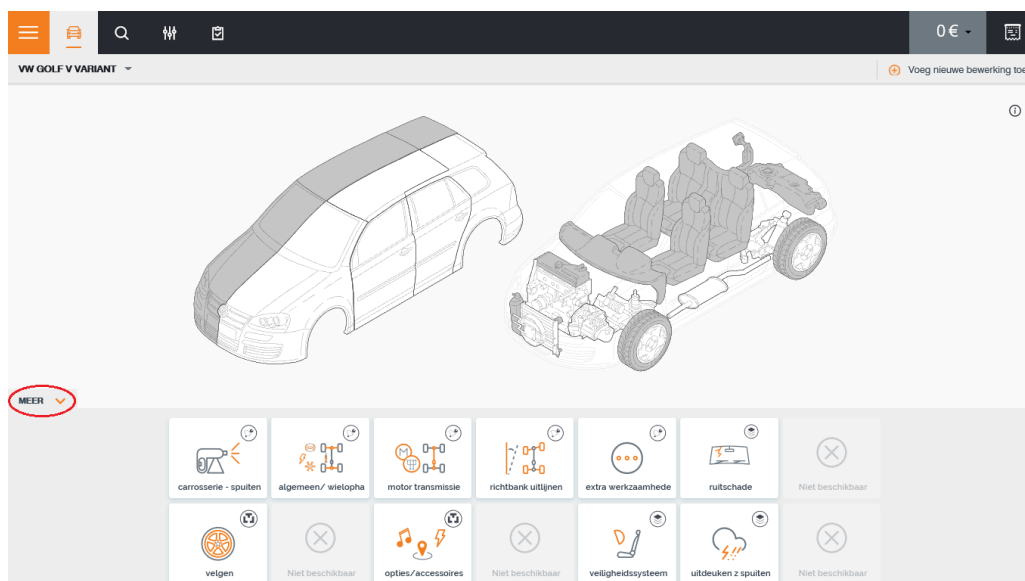 0 €
VW GOLF V VARIANT
Voeg nieuwe bewerking toe
MEER
carrosserie - spuiten
algemeen/ wielopha
motor transmissie
richtbank uitlijnen
extra werkzaamhede
ruitschade
Niet beschikbaar
velgen
Niet beschikbaar
opties/accessoires
Niet beschikbaar
veiligheidssysteem
uitdeuken z spuiten
Niet beschikbaar